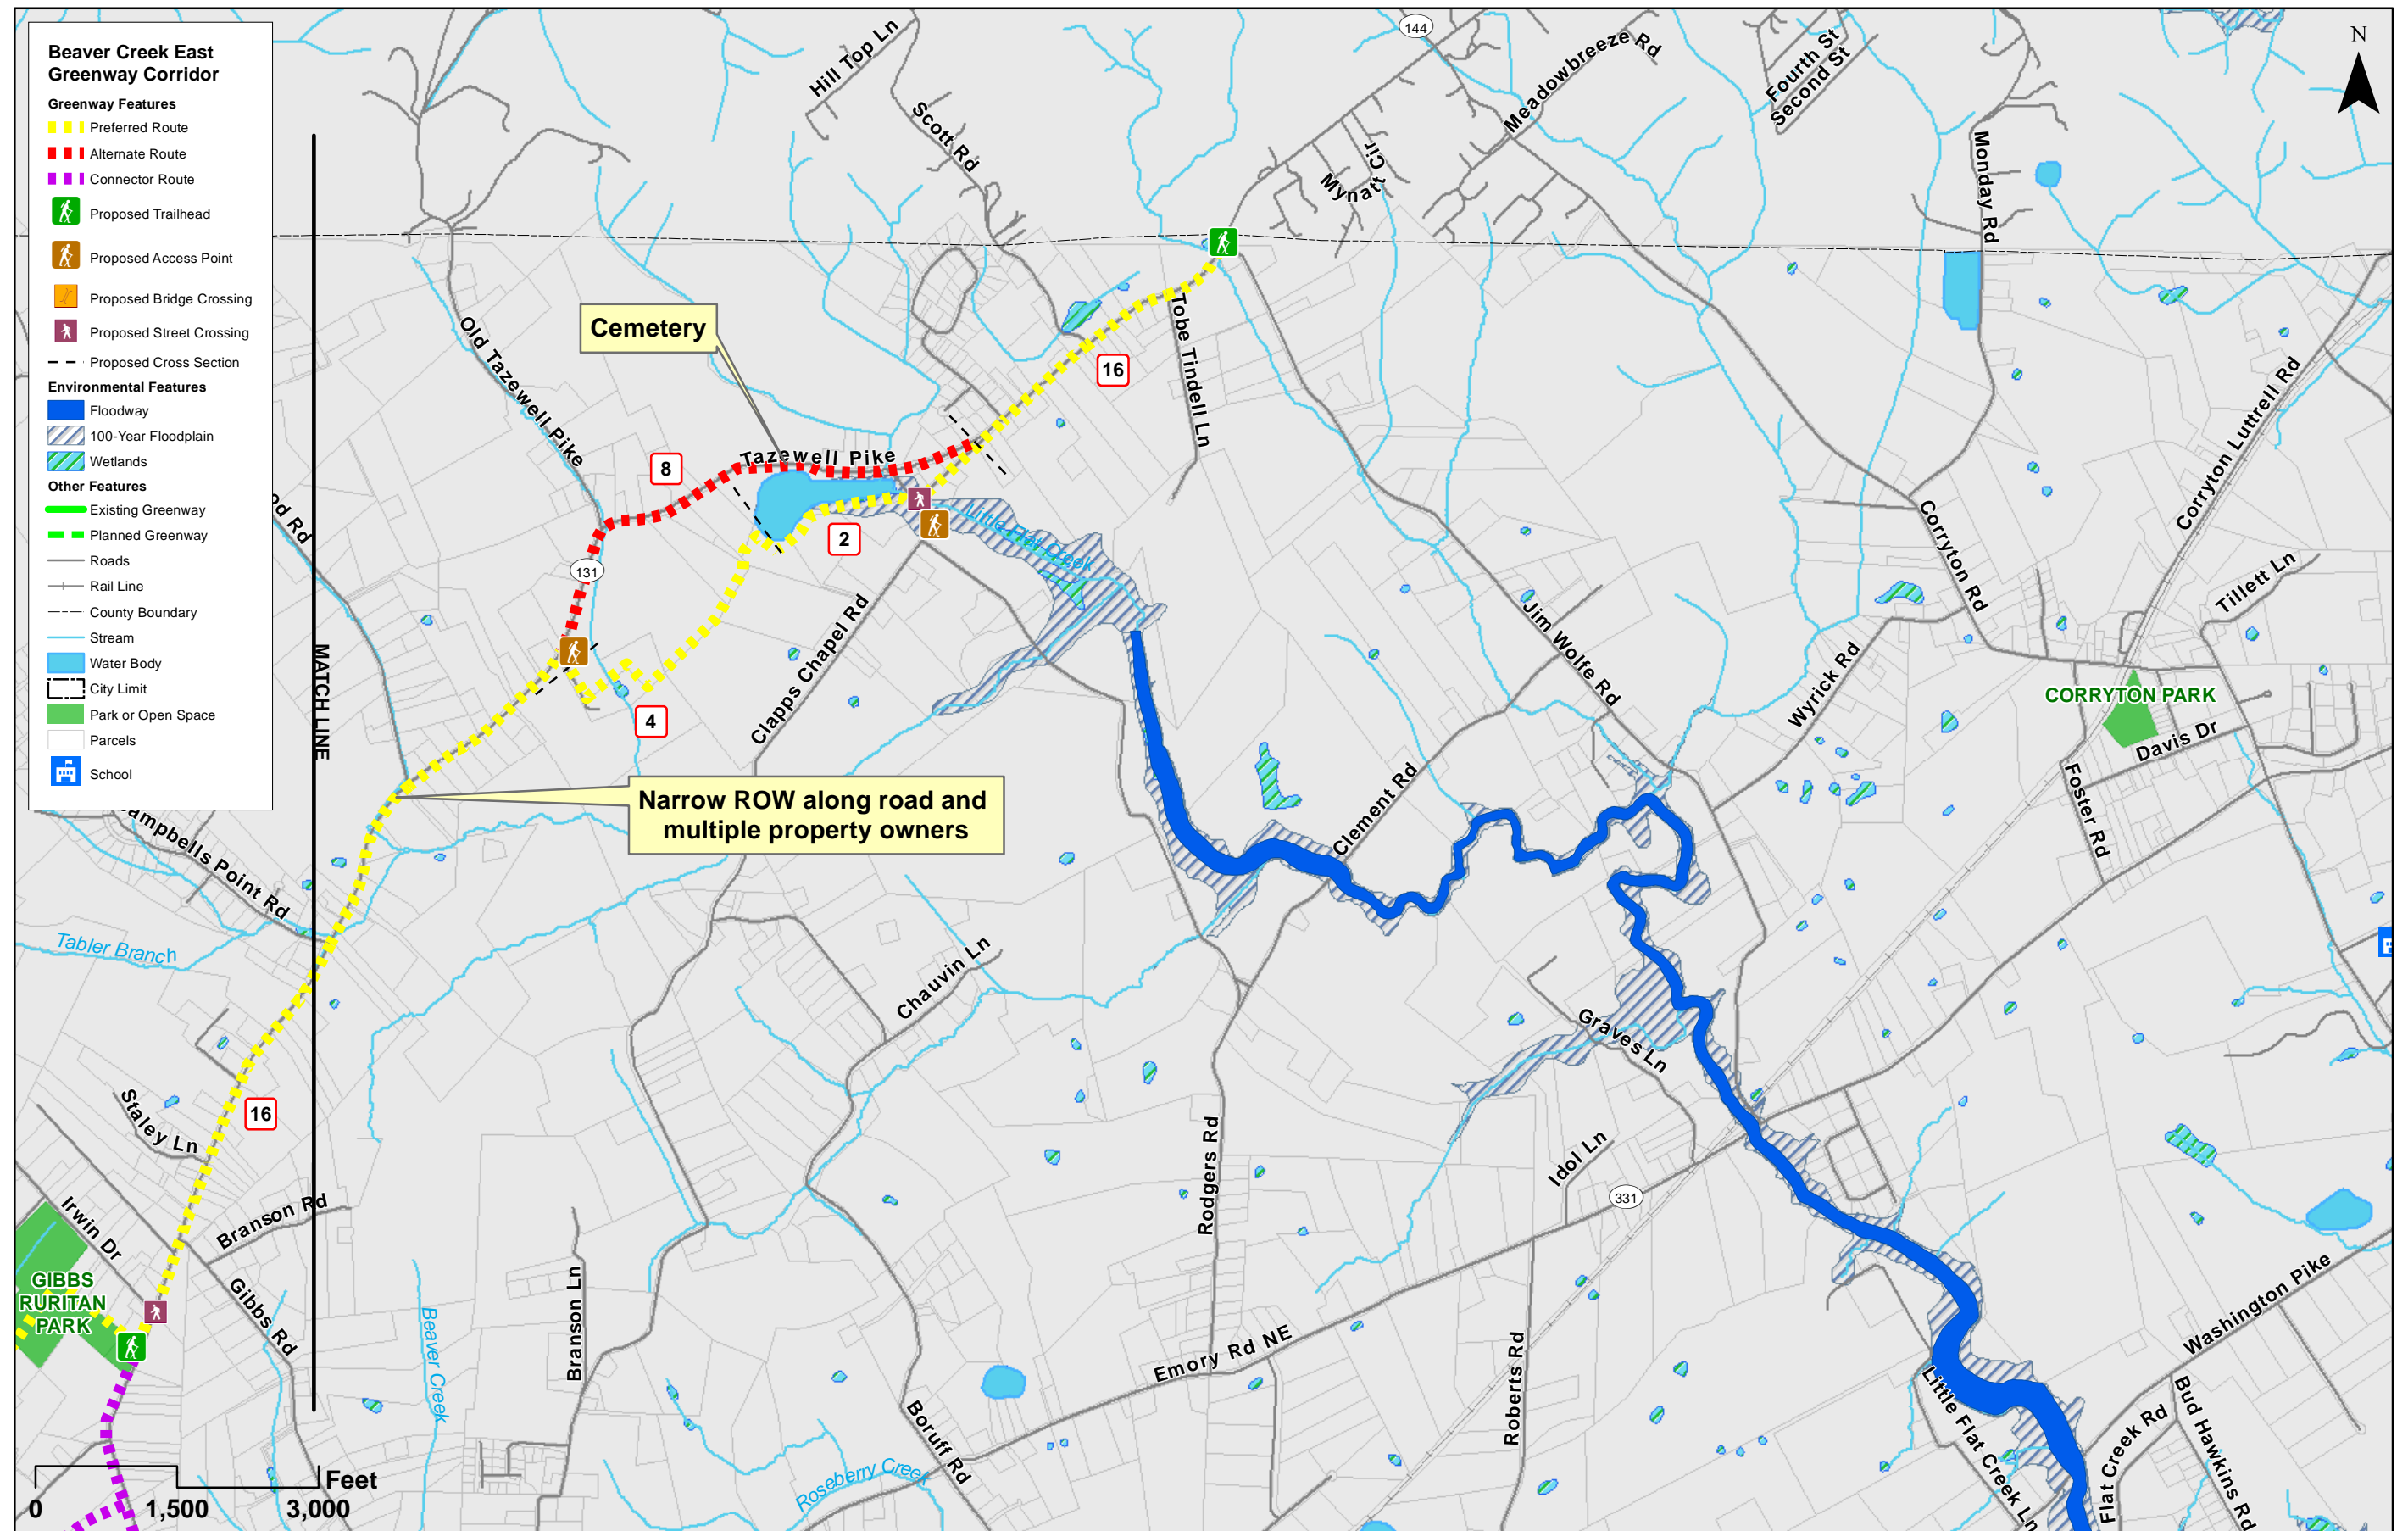 Beaver Creek East
Greenway Corridor
Greenway Features
Preferred Route
Alternate Route
Connector Route
Proposed Trailhead
Proposed Access Point
Proposed Bridge Crossing
Proposed Street Crossing
Proposed Cross Section
Environmental Features
Floodway
100-Year Floodplain
Wetlands
Other Features
Existing Greenway
Planned Greenway
Roads
Rail Line
County Boundary
Stream
Water Body
City Limit
Park or Open Space
Parcels
School
N
144
Hill Top Ln
Scott Rd
Meadowbreeze Rd
Fourth St
Second St
Mynatt Cir
Monday Rd
Old Tazewell Pike
Cemetery
Tobe Tindell Ln
16
Tazewell Pike
8
2
131
Little Flat Creek
Corryton Luttrell Rd
Corryton Rd
Tillett Ln
Jim Wolfe Rd
Wyrick Rd
CORRYTON PARK
Davis Dr
Foster Rd
MATCH LINE
Clapps Chapel Rd
4
Narrow ROW along road and
multiple property owners
Clement Rd
ampbells Point Rd
Tabler Branch
Chauvin Ln
Graves Ln
16
Staley Ln
Idol Ln
331
Rodgers Rd
Irwin Dr
Branson Rd
GIBBS
RURITAN
PARK
Gibbs Rd
Beaver Creek
Branson Ln
Emory Rd NE
Roberts Rd
Washington Pike
Boruff Rd
Roseberry Creek
Little Flat Creek Ln
Flat Creek Rd
Bud Hawkins Rd
Feet
0 1,500 3,000